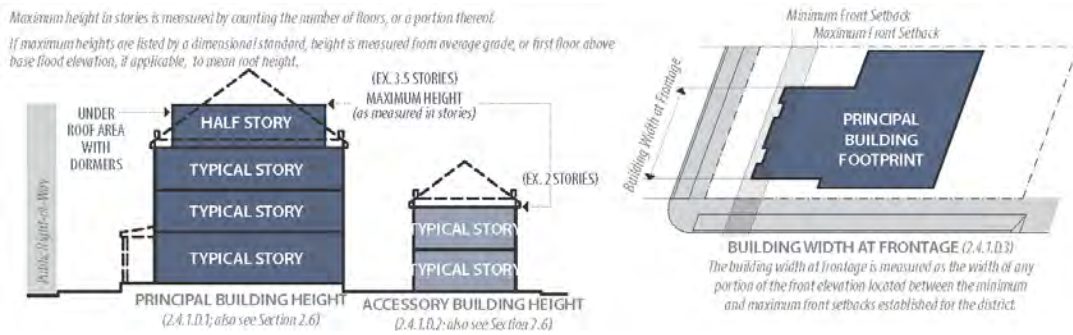 Maximum height in stories is measured by counting the number of floors, or a portion thereof.
If maximum heights are listed by a dimensional standard, height is measured from average grade, or first floor above
base flood elevation, if applicable, to mean roof height.
(EX. 3.5 STORIES)
MAXIMUM HEIGHT
(as measured in stories)
UNDER
ROOF AREA
WITH
DORMERS
HALF STORY
TYPICAL STORY
TYPICAL STORY
TYPICAL STORY
Public Right-of-Way
(EX. 2 STORIES)
TYPICAL STORY
TYPICAL STORY
PRINCIPAL BUILDING HEIGHT
(2.4.1.D.1; also see Section 2.6)
ACCESSORY BUILDING HEIGHT
(2.4.1.D.2; also see Section 2.6)
Minimum Front Setback
Maximum Front Setback
Building Width at Frontage
PRINCIPAL
BUILDING
FOOTPRINT
BUILDING WIDTH AT FRONTAGE (2.4.1.D.3)
The building width at frontage is measured as the width of any
portion of the front elevation located between the minimum
and maximum front setbacks established for the district.